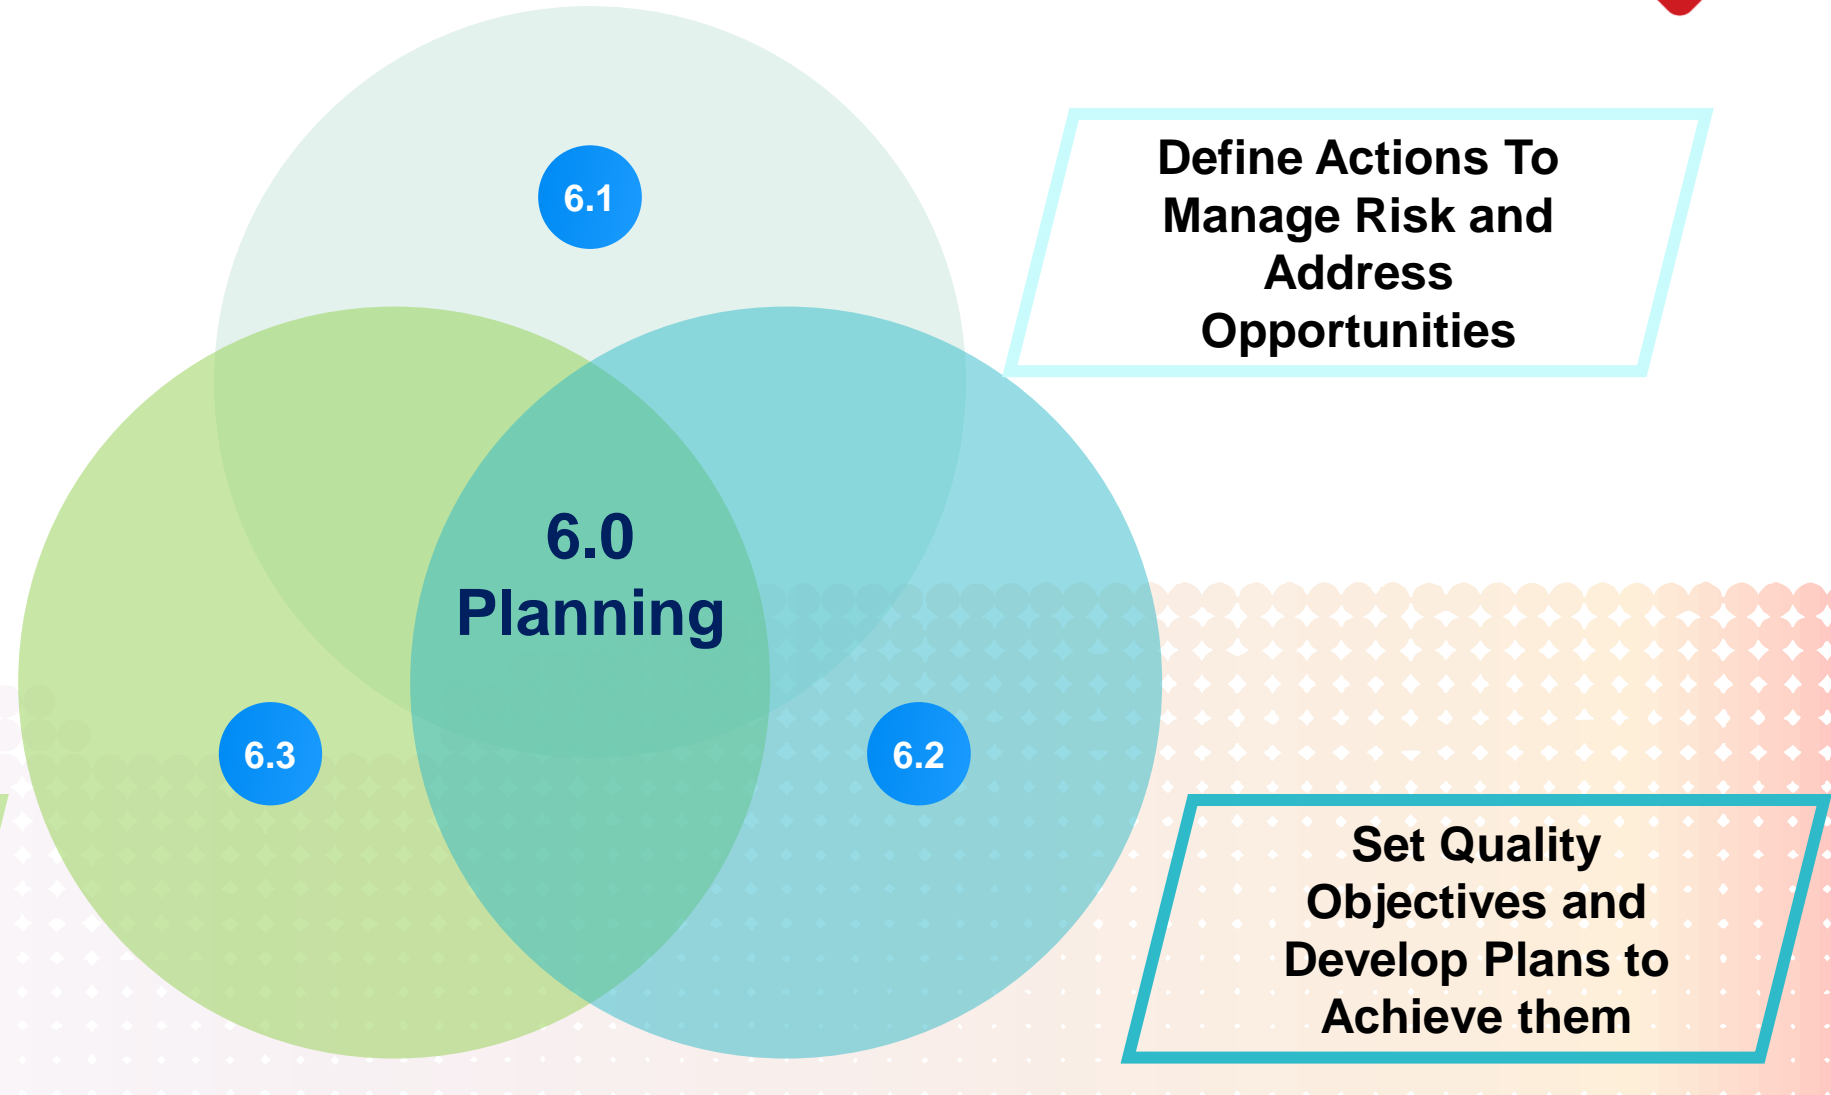 6.1
Define Actions To
Manage Risk and
Address
Opportunities
6.0
Planning
6.3
6.2
Set Quality
Objectives and
Develop Plans to
Achieve them